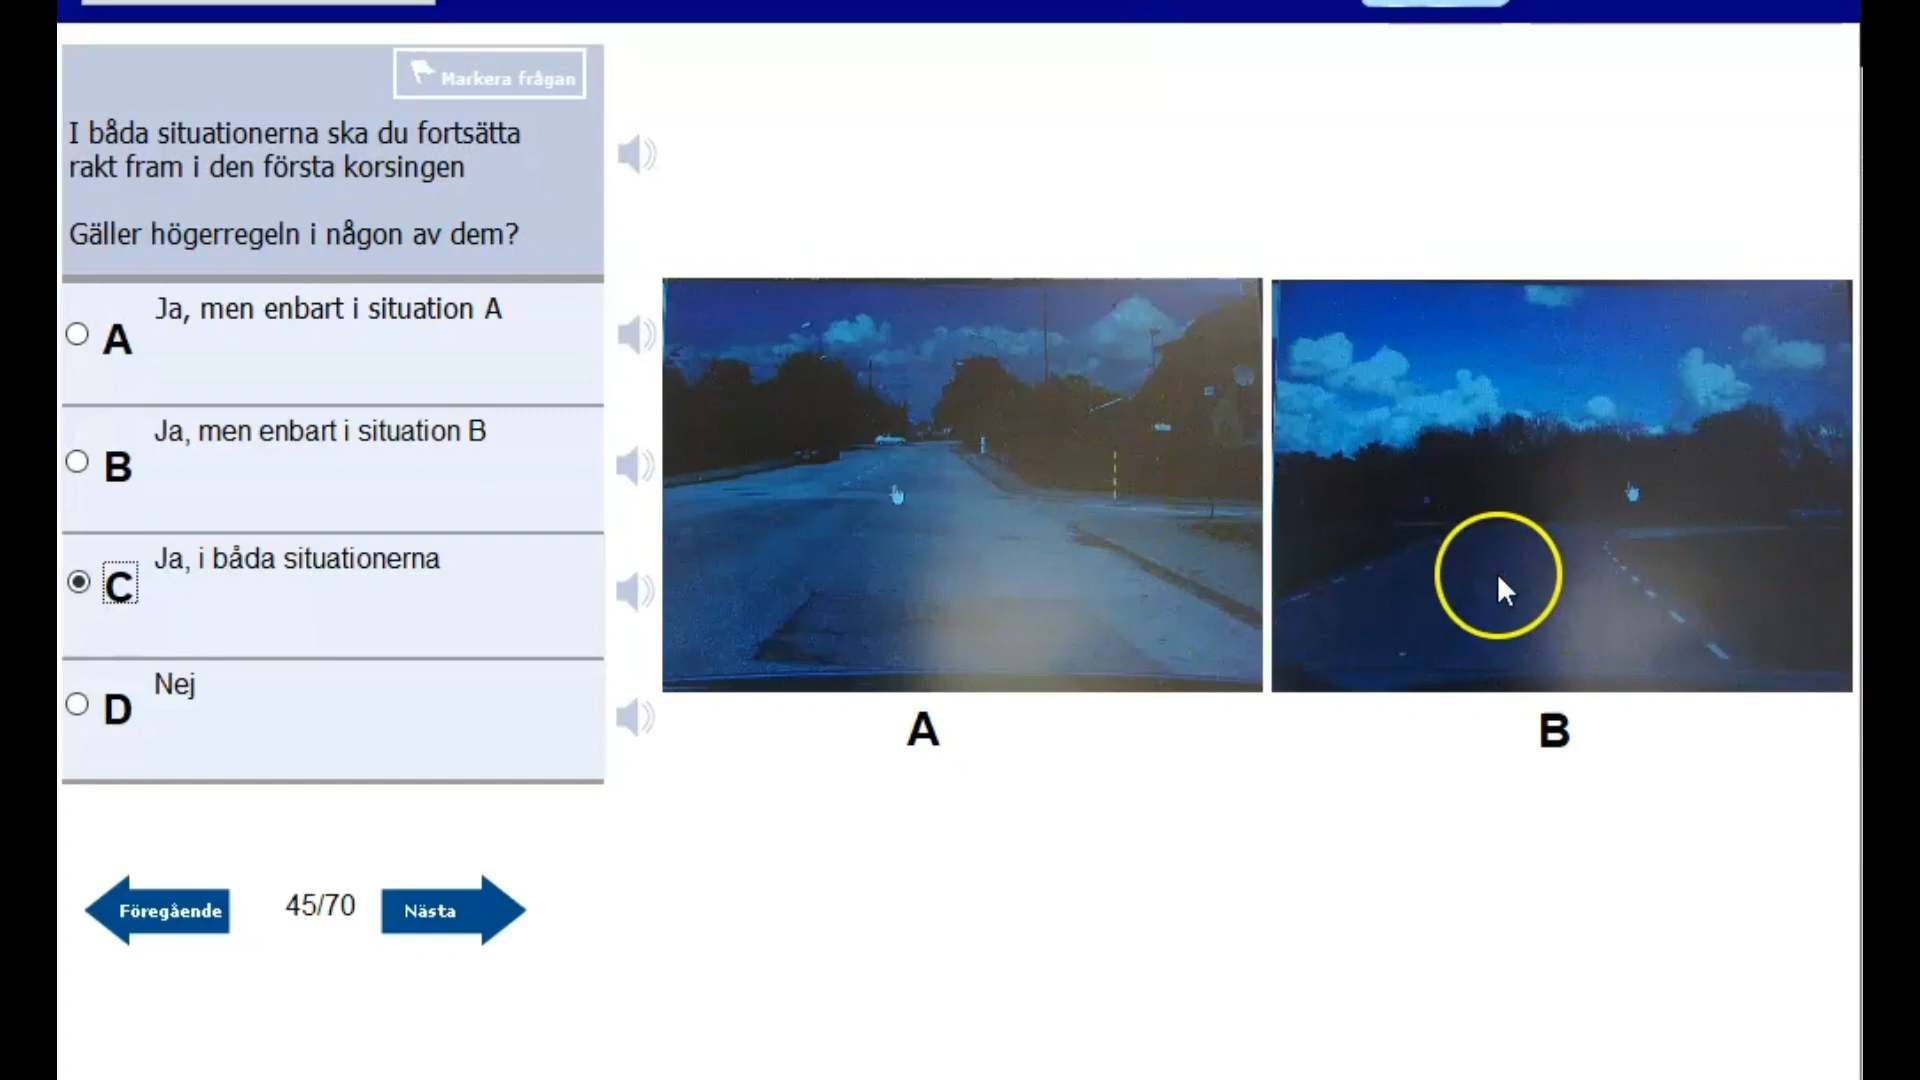 Markera frågan
I båda situationerna ska du fortsätta
rakt fram i den första korsingen
Gäller högerregeln i någon av dem?
A Ja, men enbart i situation A
B Ja, men enbart i situation B
C Ja, i båda situationerna
D Nej
A
B
Föregående
45/70
Nästa